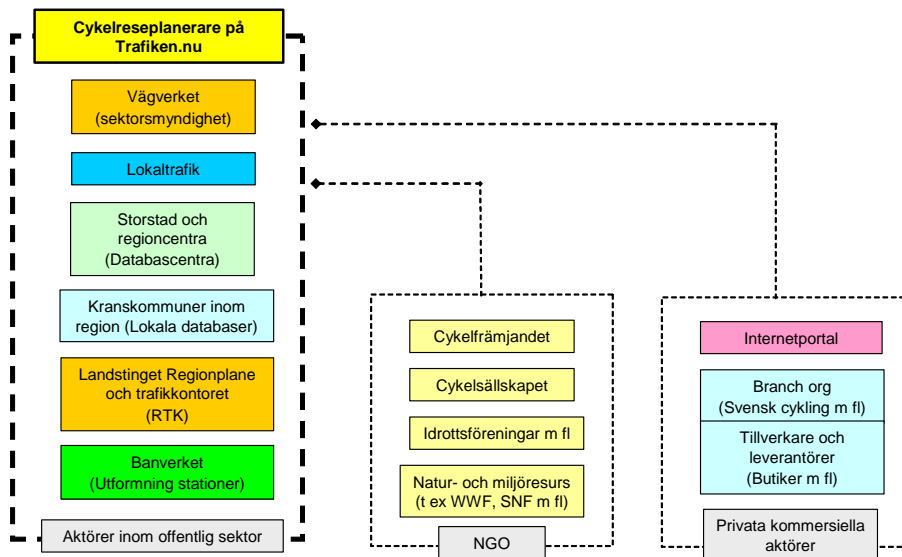 Cykelreseplanerare på
Trafiken.nu
Vägverket
(sektorsmyndighet)
Lokaltrafik
Storstad och
regioncentra
(Databascentra)
Kranskommuner inom
region (Lokala databaser)
Landstinget Regionplane
och trafikkontoret
(RTK)
Banverket
(Utformning stationer)
Aktörer inom offentlig sektor
Cykelfrämjandet
Cykelsällskapet
Idrottsföreningar m fl
Natur- och miljöresurs
(t ex WWF, SNF m fl)
NGO
Internetportal
Branch org
(Svensk cykling m fl)
Tillverkare och
leverantörer
(Butiker m fl)
Privata kommersiella
aktörer